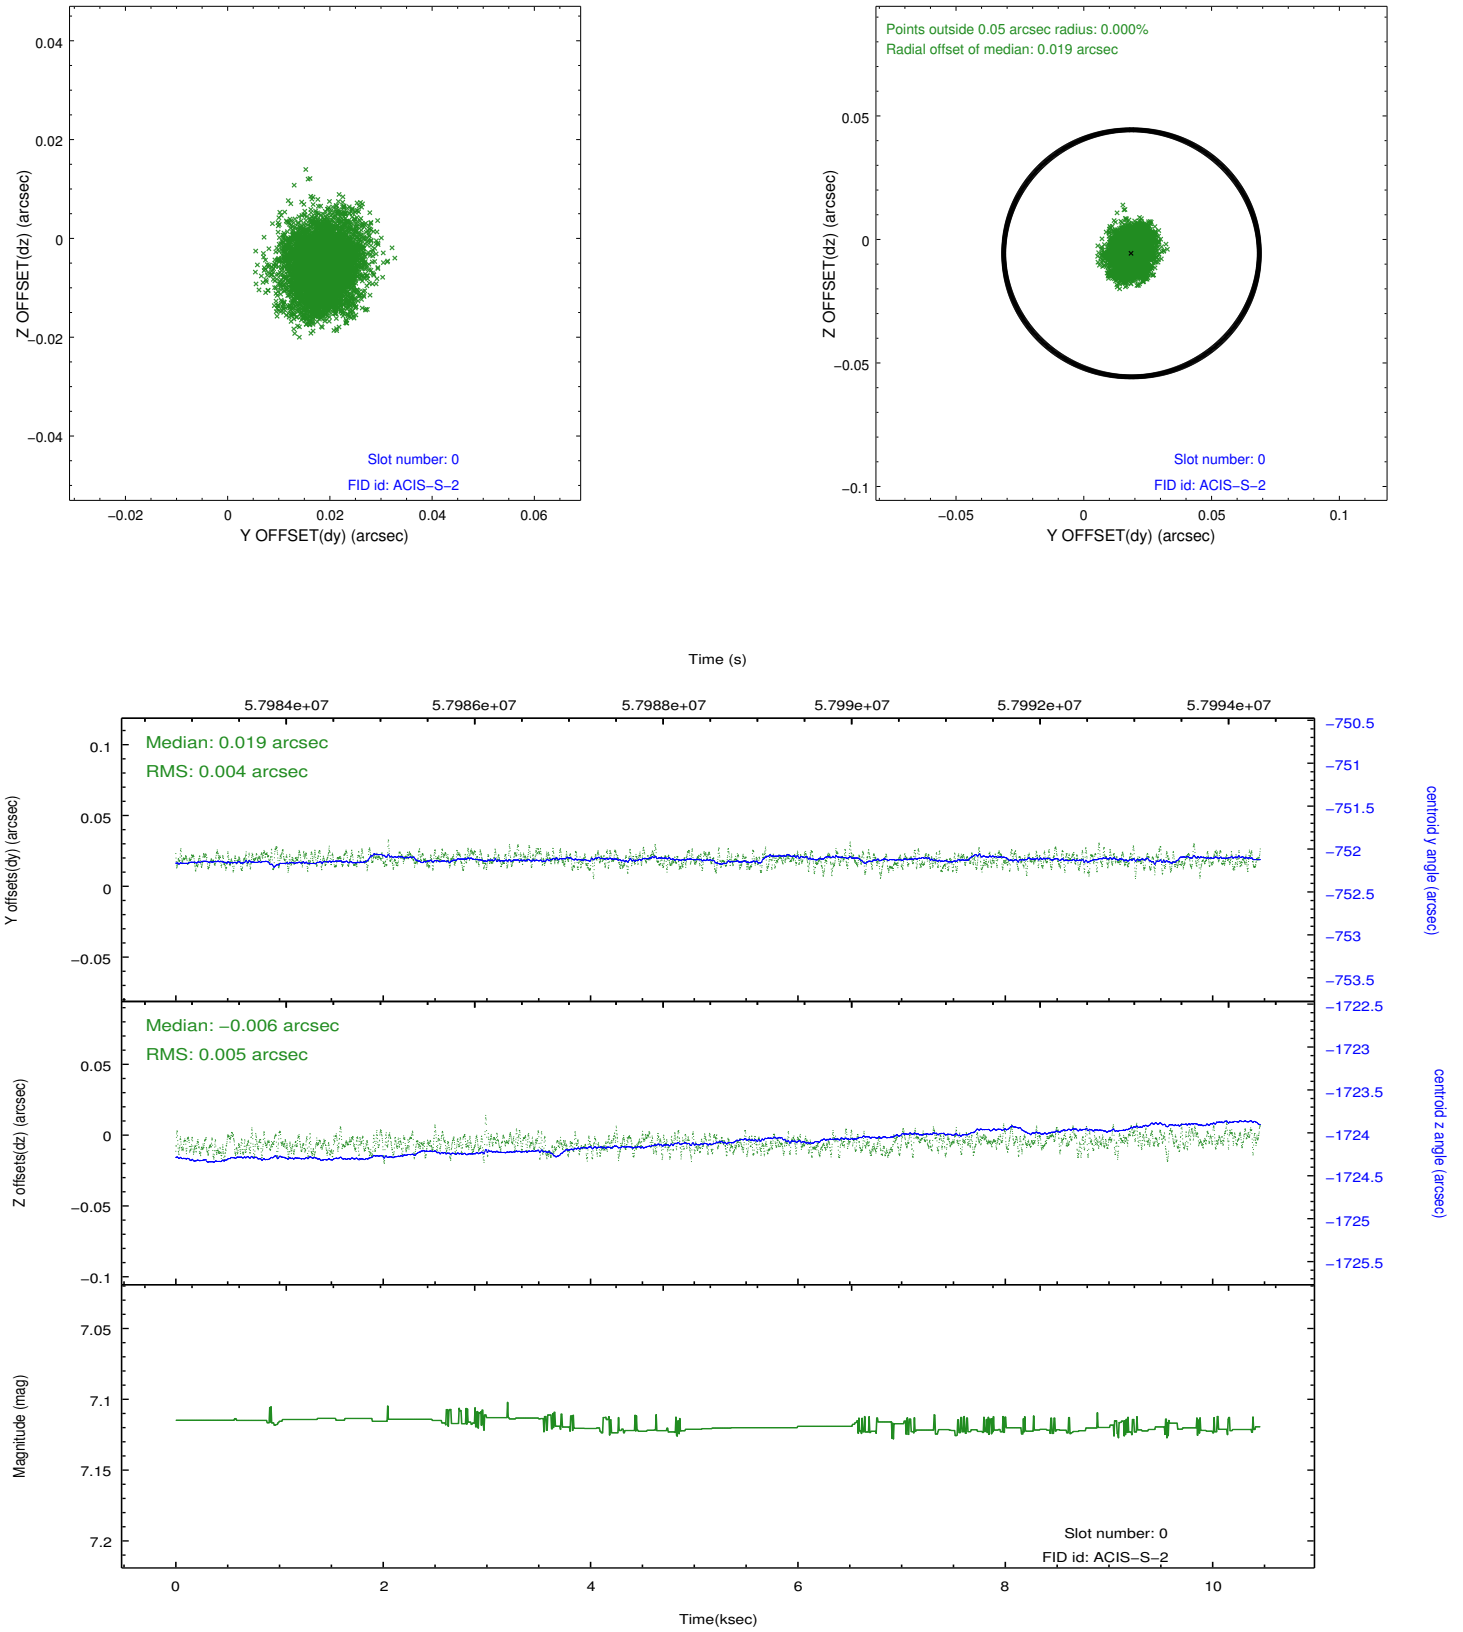 0.04
0.02
0
−0.02
−0.04
Z OFFSET(dz) (arcsec)
Slot number: 0
FID id: ACIS−S−2
−0.02 0 0.02 0.04 0.06
Y OFFSET(dy) (arcsec)
Points outside 0.05 arcsec radius: 0.000%
Radial offset of median: 0.019 arcsec
0.05
0
−0.05
−0.1
Z OFFSET(dz) (arcsec)
Slot number: 0
FID id: ACIS−S−2
−0.05 0 0.05 0.1
Y OFFSET(dy) (arcsec)
Time (s)
5.7984e+07 5.7986e+07 5.7988e+07 5.799e+07 5.7992e+07 5.7994e+07
Median: 0.019 arcsec
RMS: 0.004 arcsec
0.1
0.05
0
−0.05
Y offsets(dy) (arcsec)
−750.5
−751
−751.5
−752
−752.5
−753
−753.5
centroid y angle (arcsec)
Median: −0.006 arcsec
RMS: 0.005 arcsec
0.05
0
−0.05
−0.1
Z offsets(dz) (arcsec)
−1722.5
−1723
−1723.5
−1724
−1724.5
−1725
−1725.5
centroid z angle (arcsec)
7.05
7.1
7.15
7.2
Magnitude (mag)
Slot number: 0
FID id: ACIS−S−2
0 2 4 6 8 10
Time(ksec)